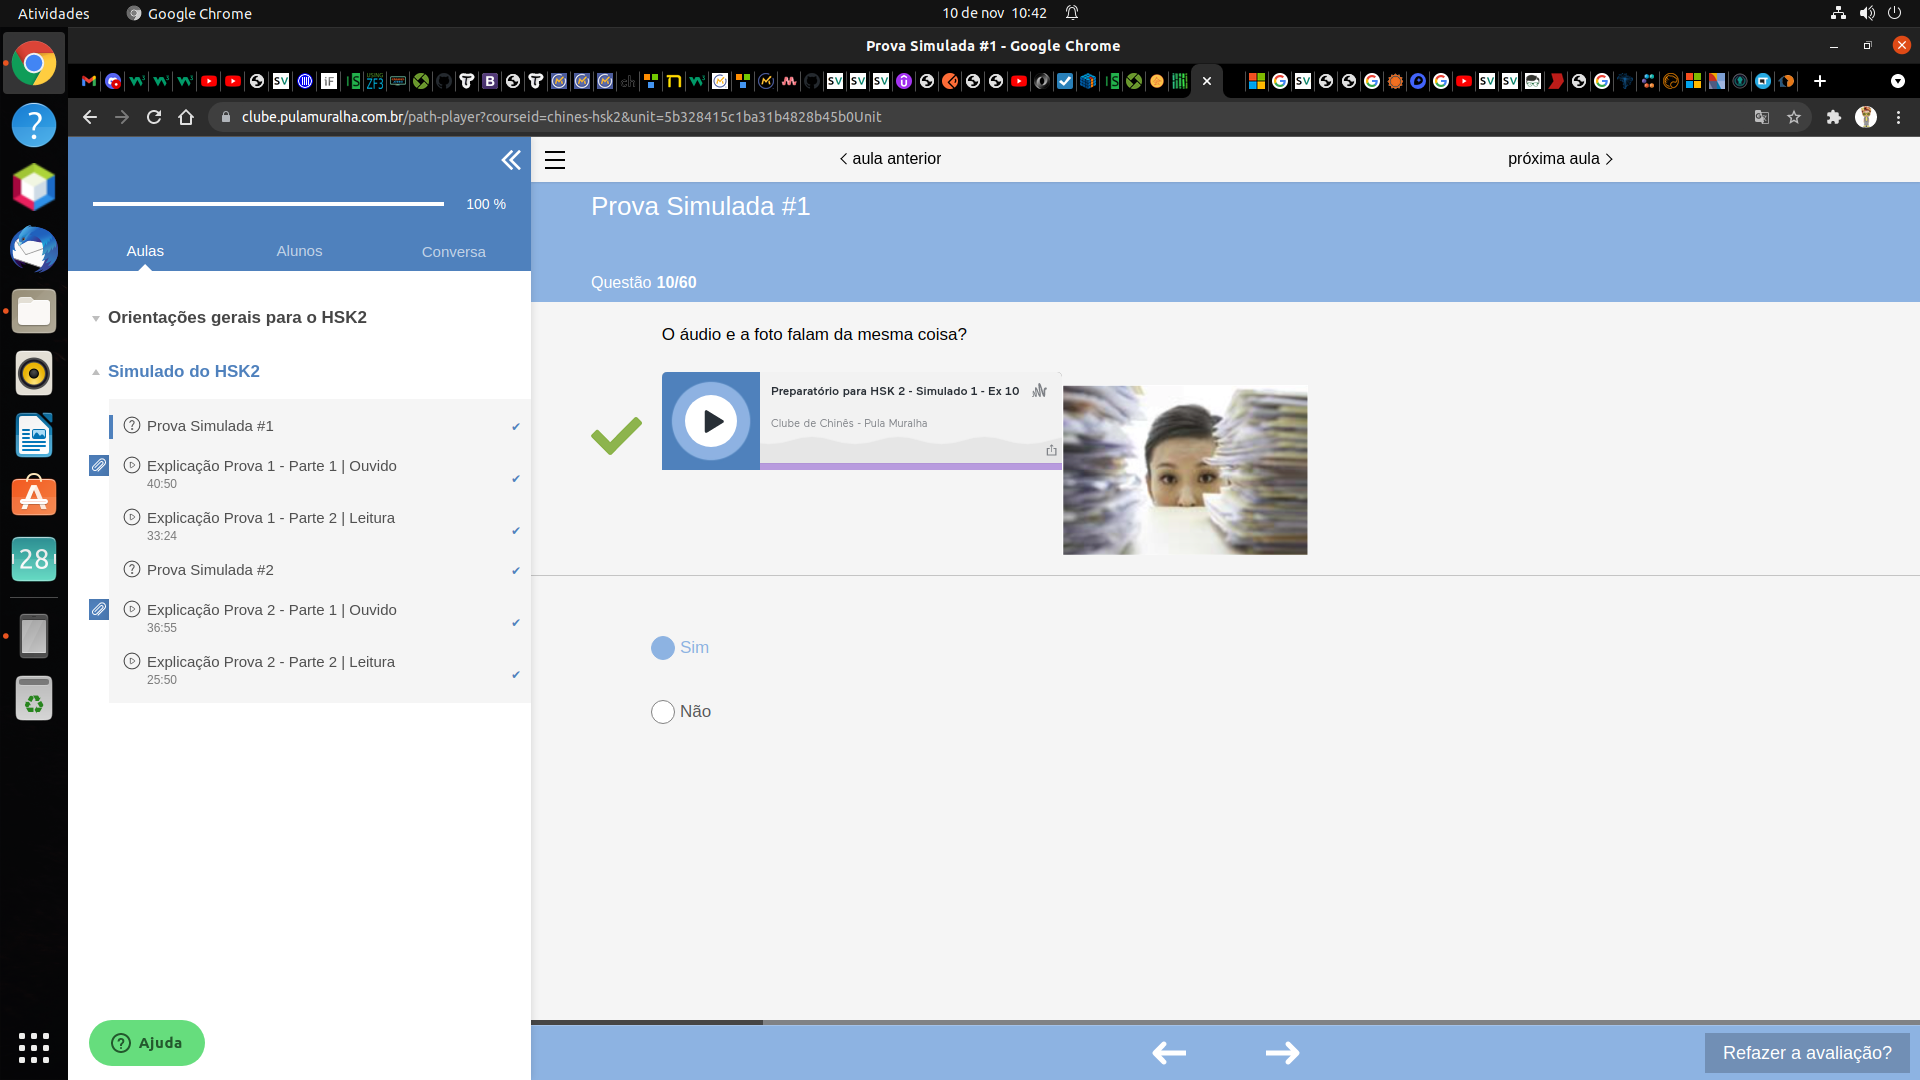 Atividades
Google Chrome
10 de nov 10:42
Prova Simulada #1 - Google Chrome
clube.pulamuralha.com.br/path-player?courseid=chines-hsk2&unit=5b328415c1ba31b4828b45b0Unit
100 %
Aulas
Alunos
Conversa
Orientações gerais para o HSK2
Simulado do HSK2
Prova Simulada #1
Explicação Prova 1 - Parte 1 | Ouvido
40:50
Explicação Prova 1 - Parte 2 | Leitura
33:24
Prova Simulada #2
Explicação Prova 2 - Parte 1 | Ouvido
36:55
Explicação Prova 2 - Parte 2 | Leitura
25:50
Ajuda
28
aula anterior
próxima aula
Prova Simulada #1
Questão 10/60
O áudio e a foto falam da mesma coisa?
Preparatório para HSK 2 - Simulado 1 - Ex 10
Clube de Chinês - Pula Muralha
Sim
Não
Refazer a avaliação?